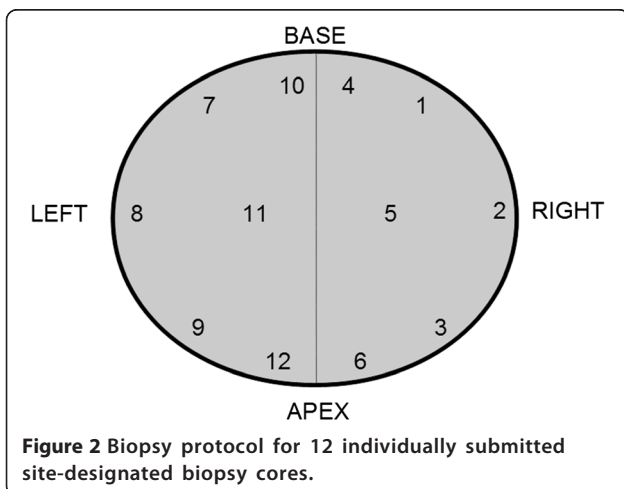 BASE
10 4
7 1
LEFT 8 11 5 2 RIGHT
9 3
12 6
APEX
Figure 2 Biopsy protocol for 12 individually submitted
site-designated biopsy cores.